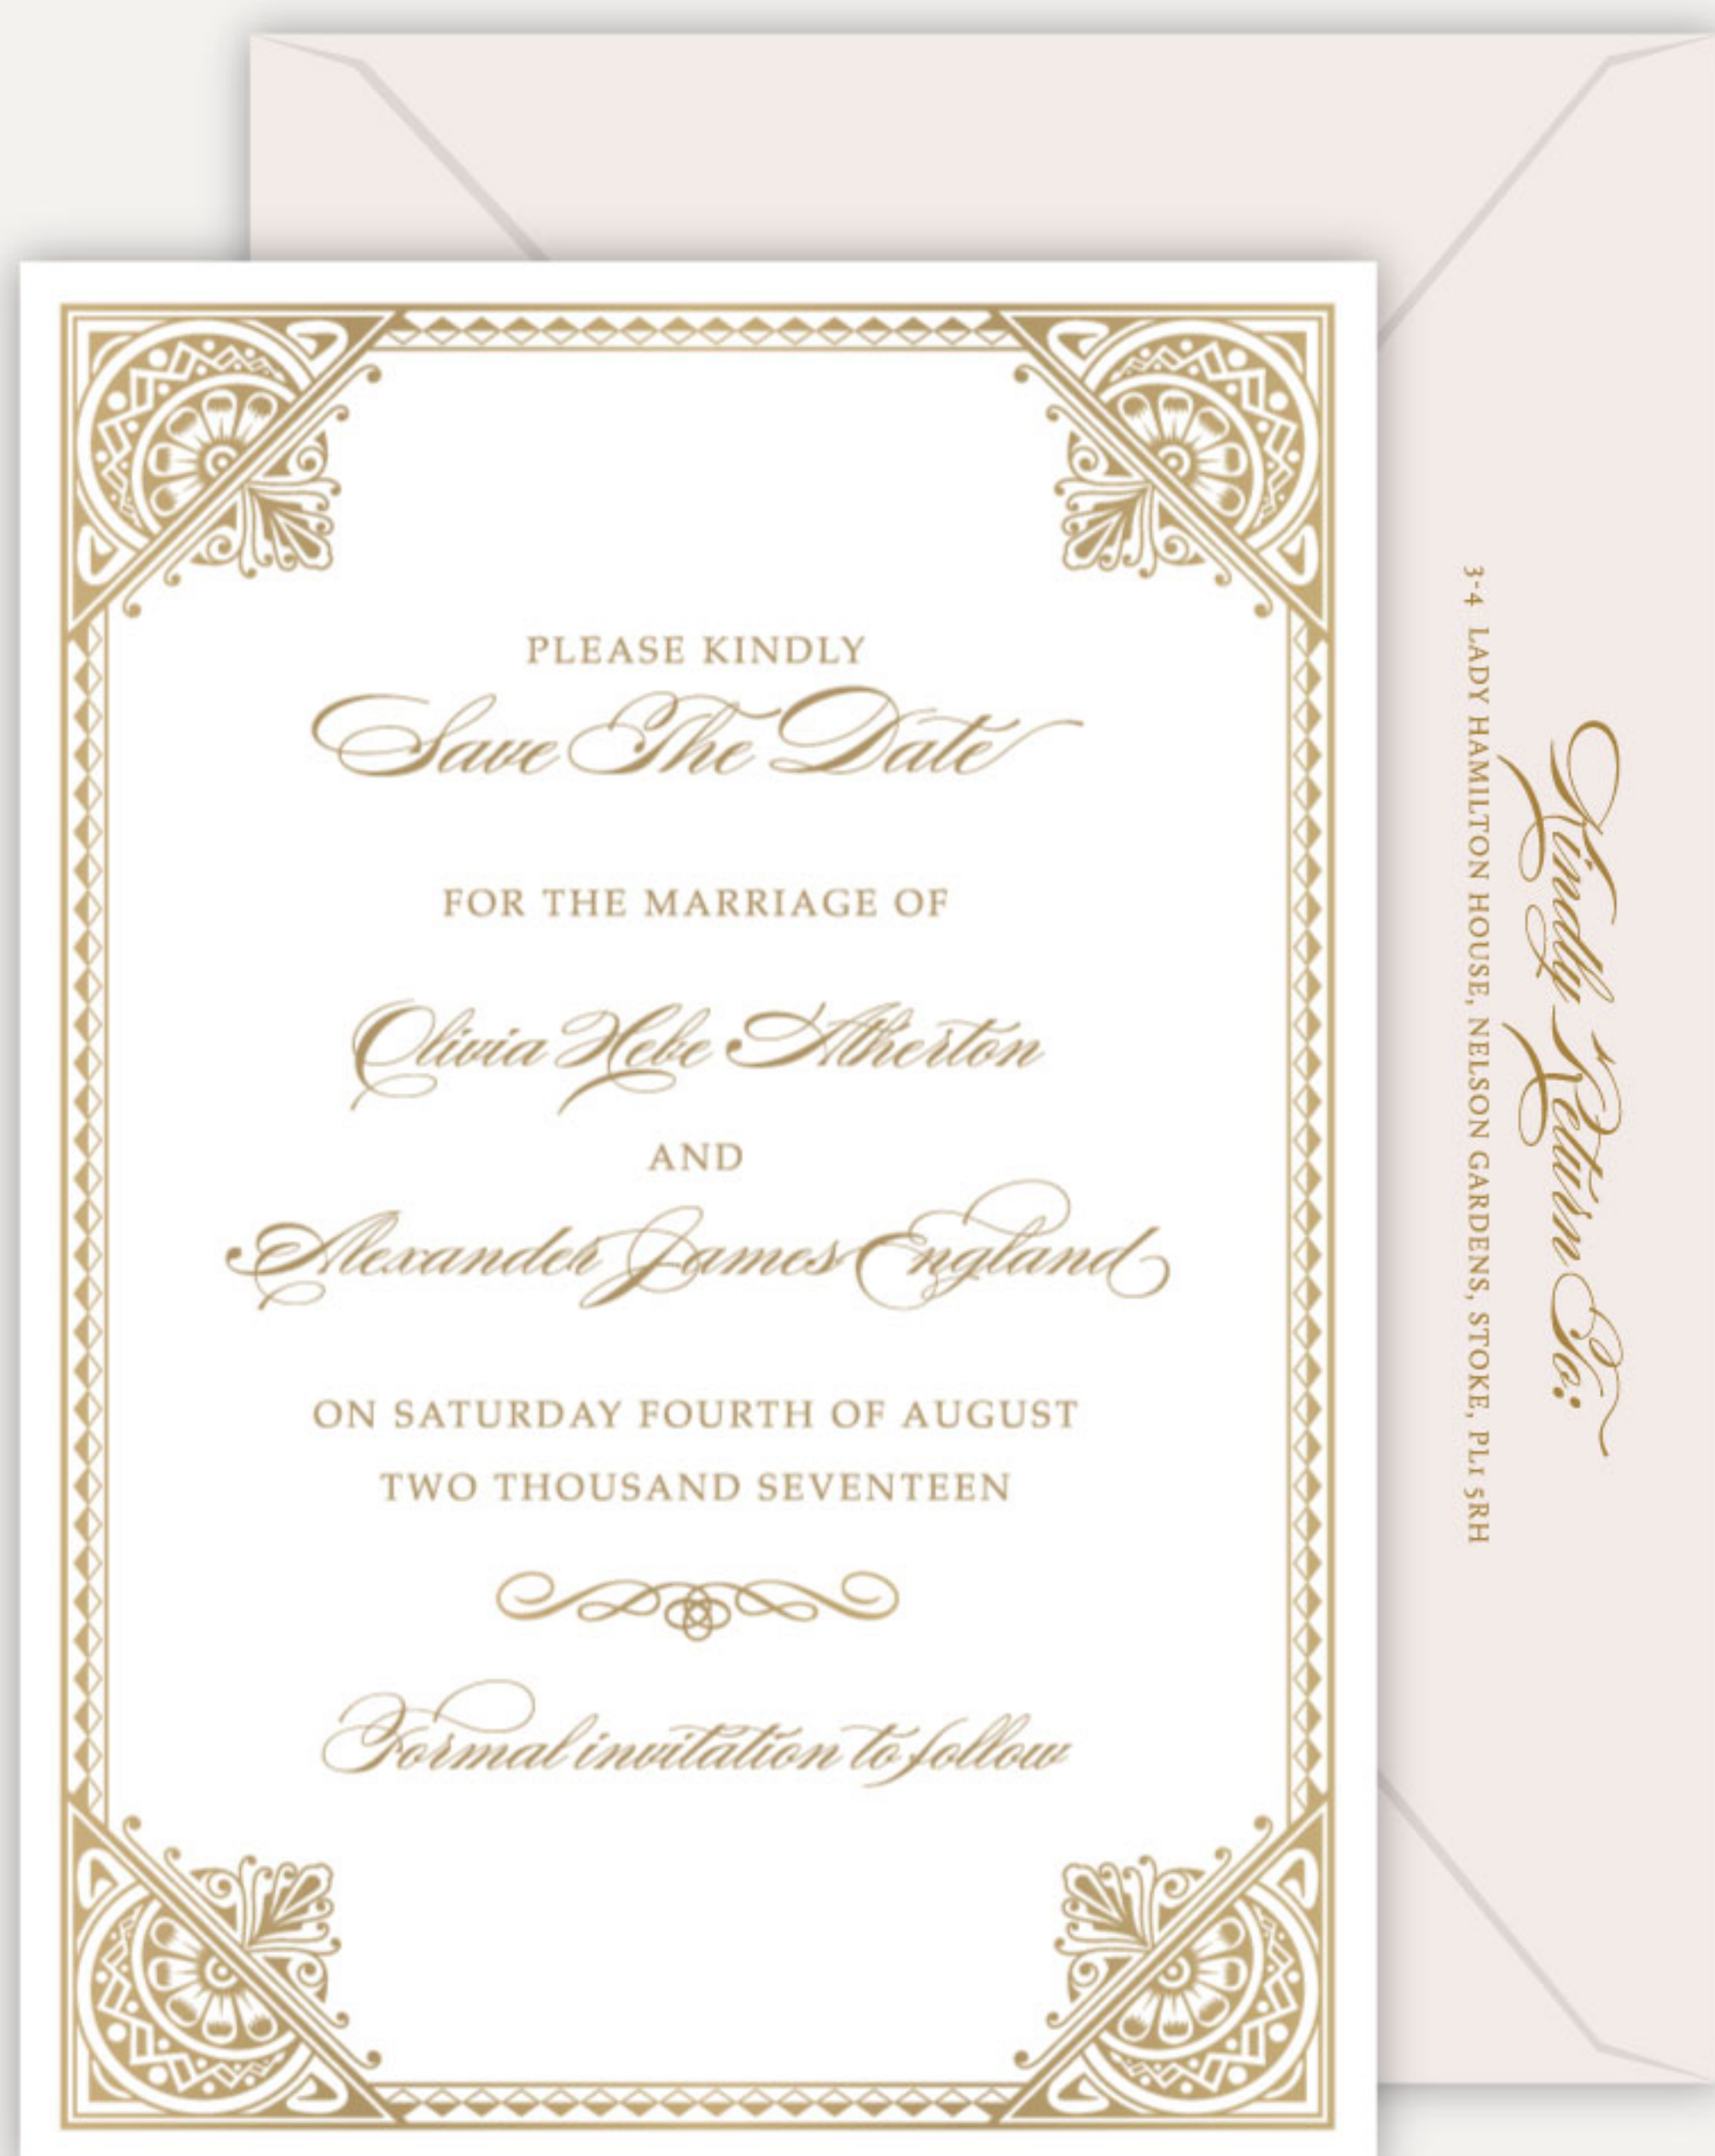 PLEASE KINDLY
Save The Date
FOR THE MARRIAGE OF
Olivia Hebe Atherton
AND
Alexander James England
ON SATURDAY FOURTH OF AUGUST
TWO THOUSAND SEVENTEEN
Formal invitation to follow
Kindly Return To:
3-4 LADY HAMILTON HOUSE, NELSON GARDENS, STOKE, PL1 5RH